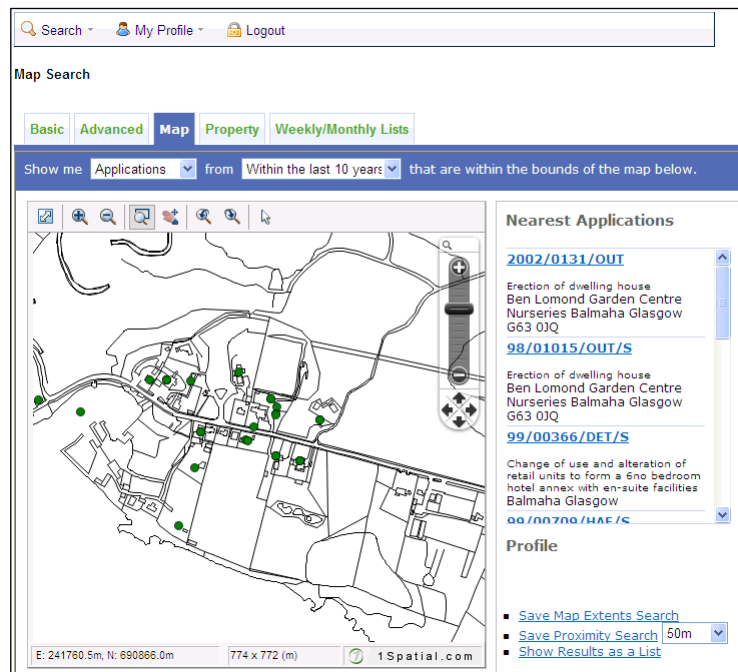 Search My Profile Logout
Map Search
Basic Advanced Map Property Weekly/Monthly Lists
Show me Applications from Within the last 10 years that are within the bounds of the map below.
Nearest Applications
2002/0131/OUT
Erection of dwelling house
Ben Lomond Garden Centre
Nurseries Balmaha Glasgow
G63 0JQ
98/01015/OUT/S
Erection of dwelling house
Ben Lomond Garden Centre
Nurseries Balmaha Glasgow
G63 0JQ
99/00366/DET/S
Change of use and alteration of
retail units to form a 6no bedroom
hotel annex with en-suite facilities
Balmaha Glasgow
99/00709/HAE/S
Profile
Save Map Extents Search
Save Proximity Search 50m
Show Results as a List
E: 241760.5m, N: 690866.0m 774 x 772 (m) 1Spatial.com